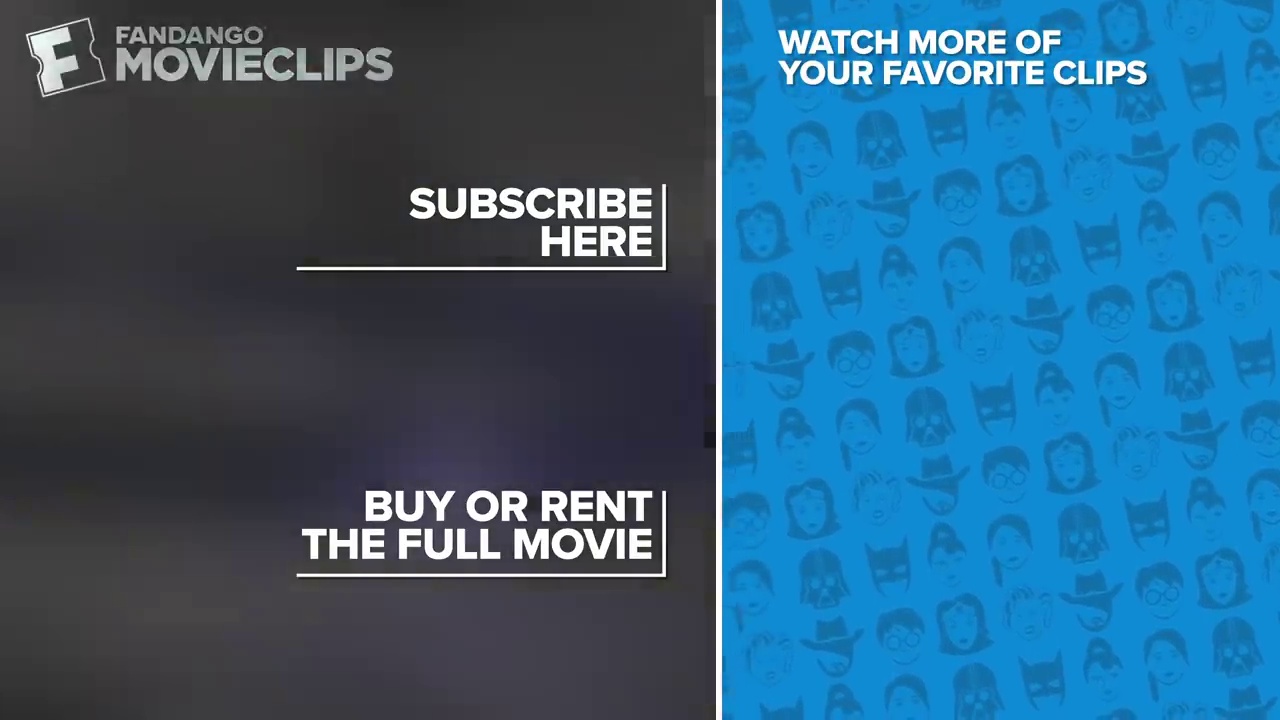 FANDANGO
MOVIECLIPS
SUBSCRIBE
HERE
BUY OR RENT
THE FULL MOVIE
WATCH MORE OF
YOUR FAVORITE CLIPS